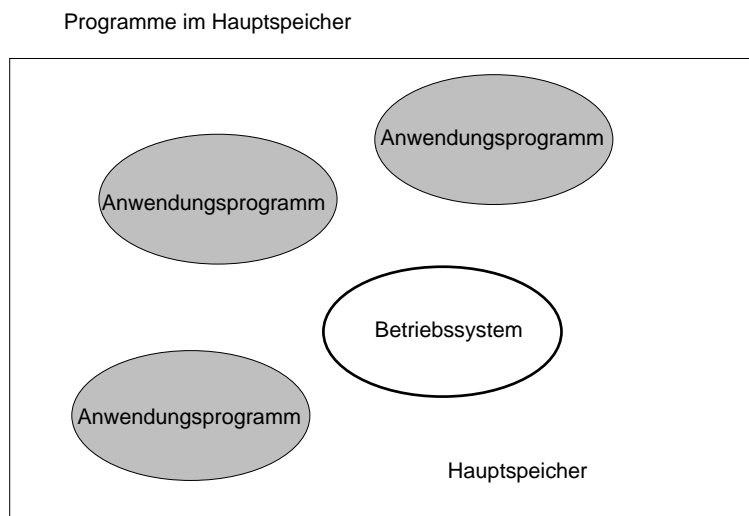 Programme im Hauptspeicher
Anwendungsprogramm
Anwendungsprogramm
Betriebssystem
Anwendungsprogramm
Hauptspeicher